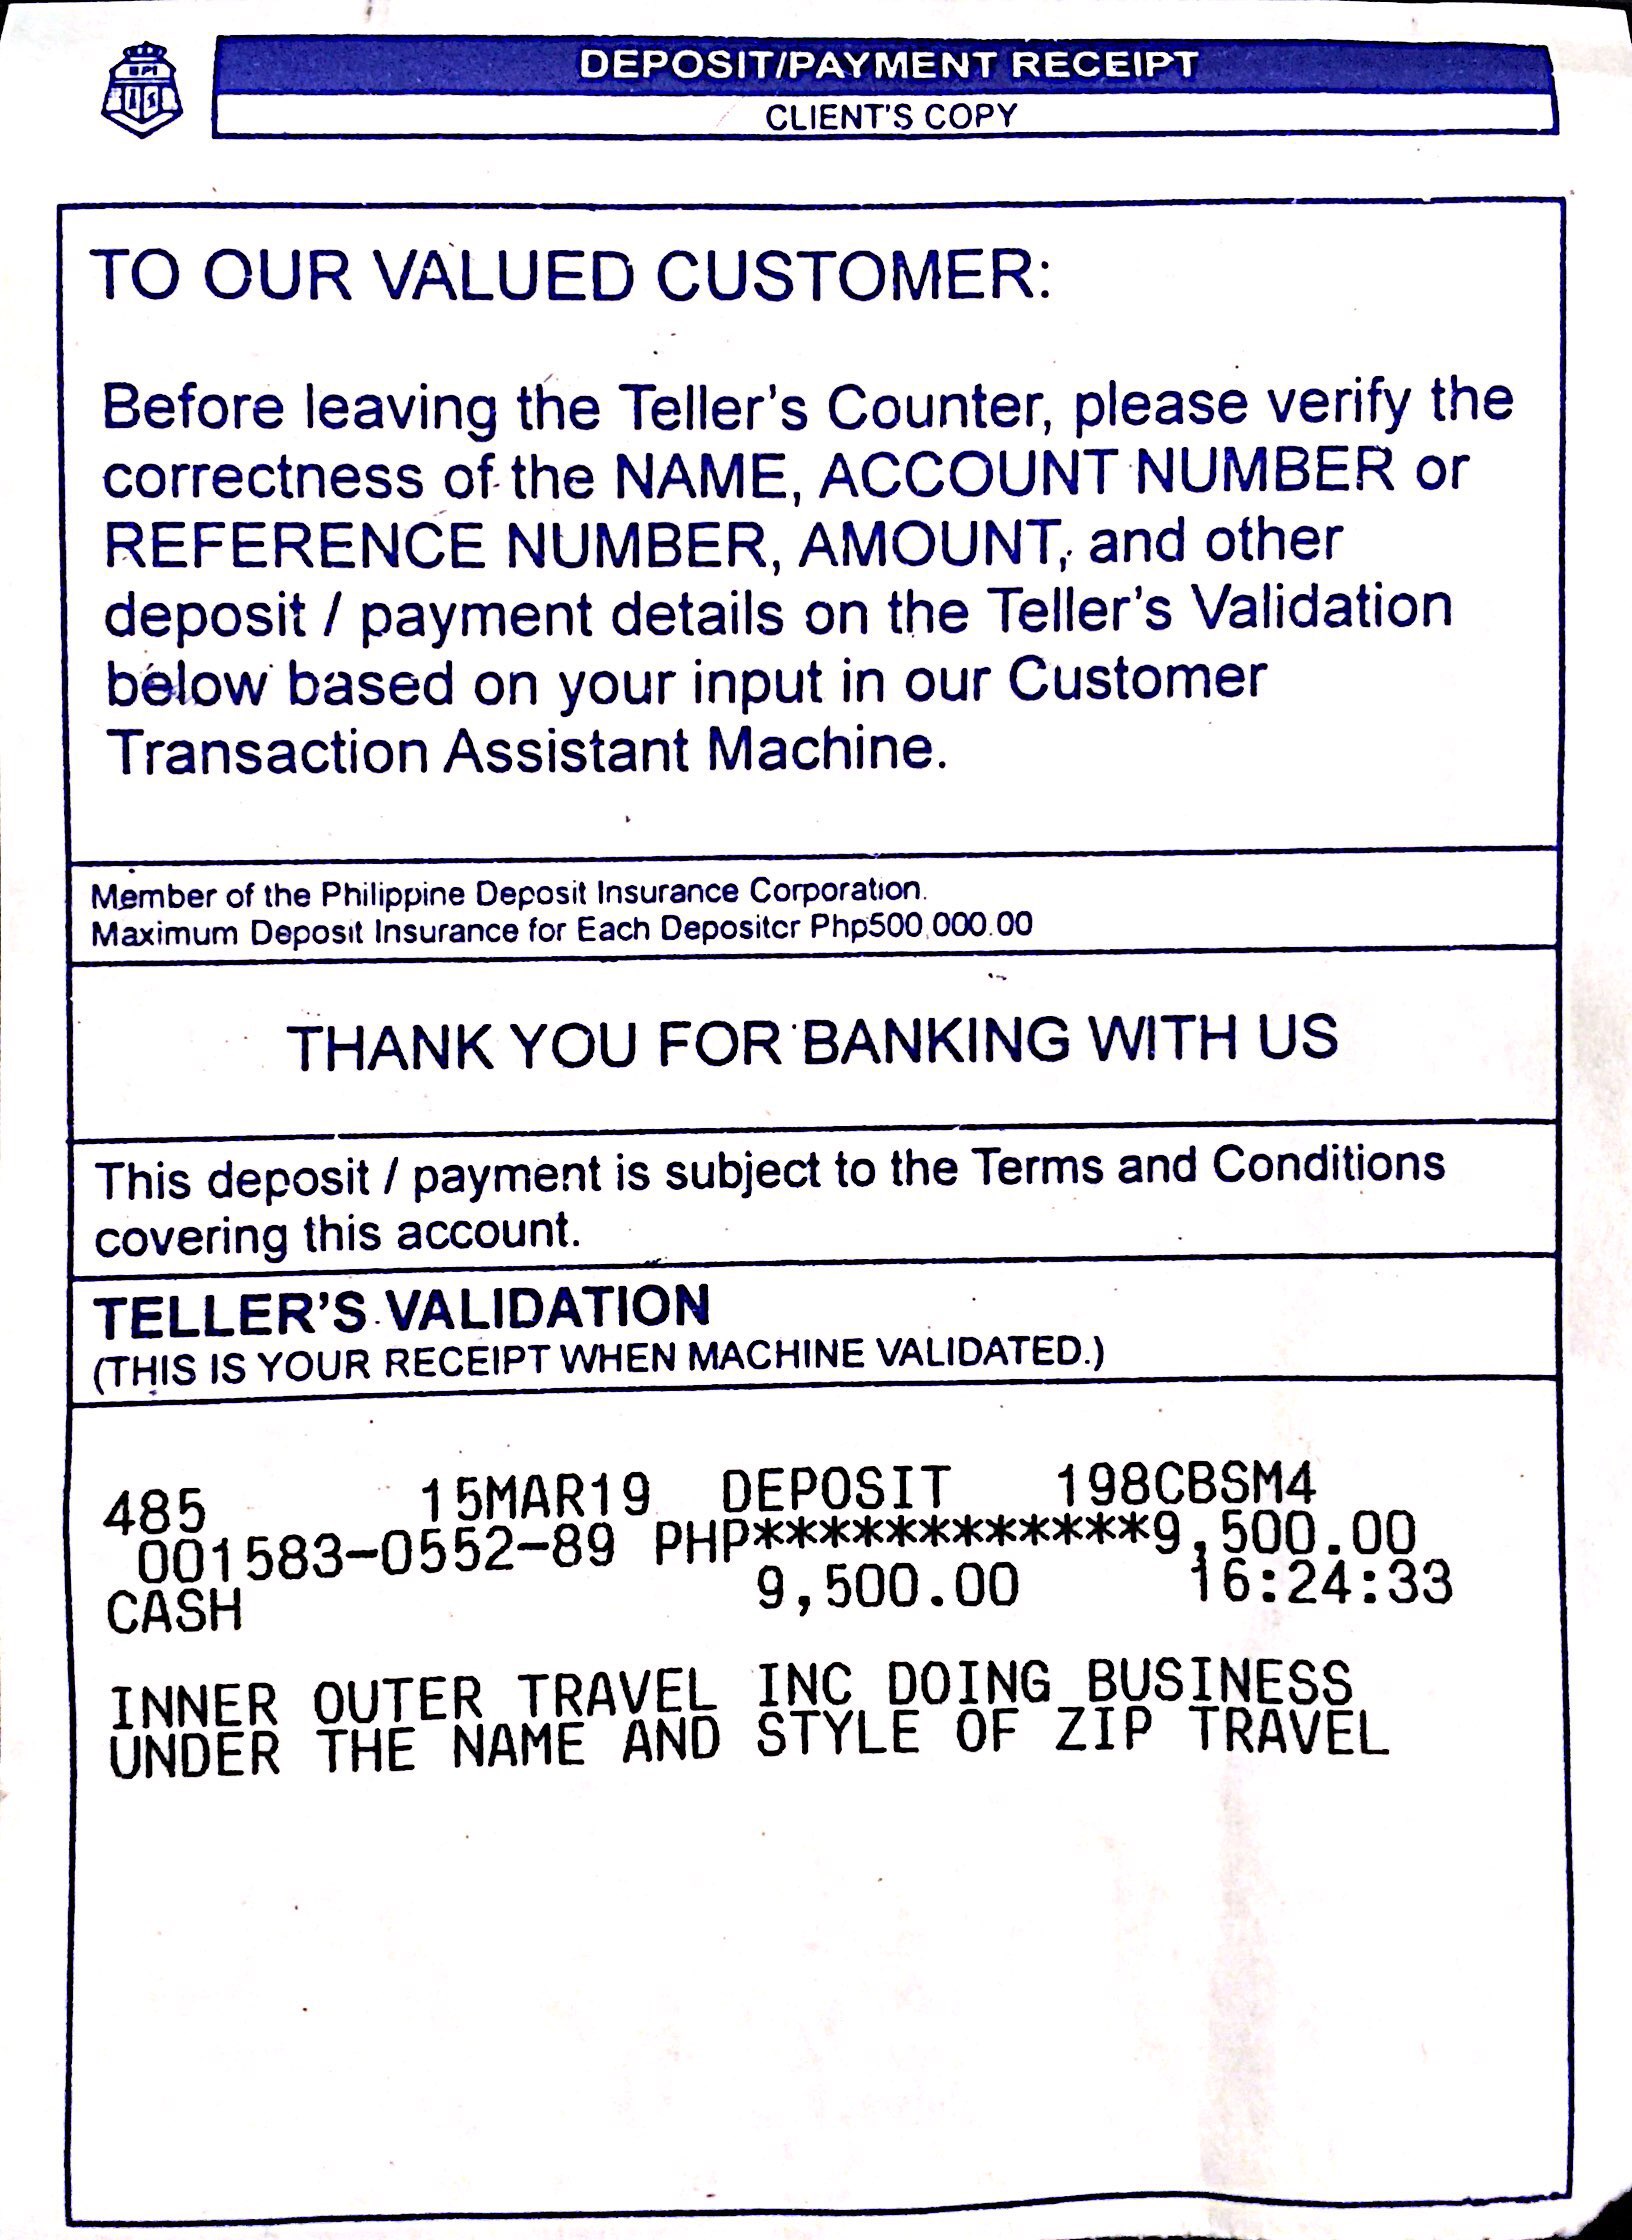 BPI
DEPOSIT/PAYMENT RECEIPT
CLIENT'S COPY
TO OUR VALUED CUSTOMER:
Before leaving the Teller's Counter, please verify the
correctness of the NAME, ACCOUNT NUMBER or
REFERENCE NUMBER, AMOUNT, and other
deposit / payment details on the Teller's Validation
below based on your input in our Customer
Transaction Assistant Machine.
Member of the Philippine Deposit Insurance Corporation.
Maximum Deposit Insurance for Each Depositor Php500,000.00
THANK YOU FOR BANKING WITH US
This deposit / payment is subject to the Terms and Conditions
covering this account.
TELLER'S VALIDATION
(THIS IS YOUR RECEIPT WHEN MACHINE VALIDATED.)
485 15MAR19 DEPOSIT 198CBSM4
001583-0552-89 PHP************9,500.00
CASH 9,500.00 16:24:33
INNER OUTER TRAVEL INC DOING BUSINESS
UNDER THE NAME AND STYLE OF ZIP TRAVEL